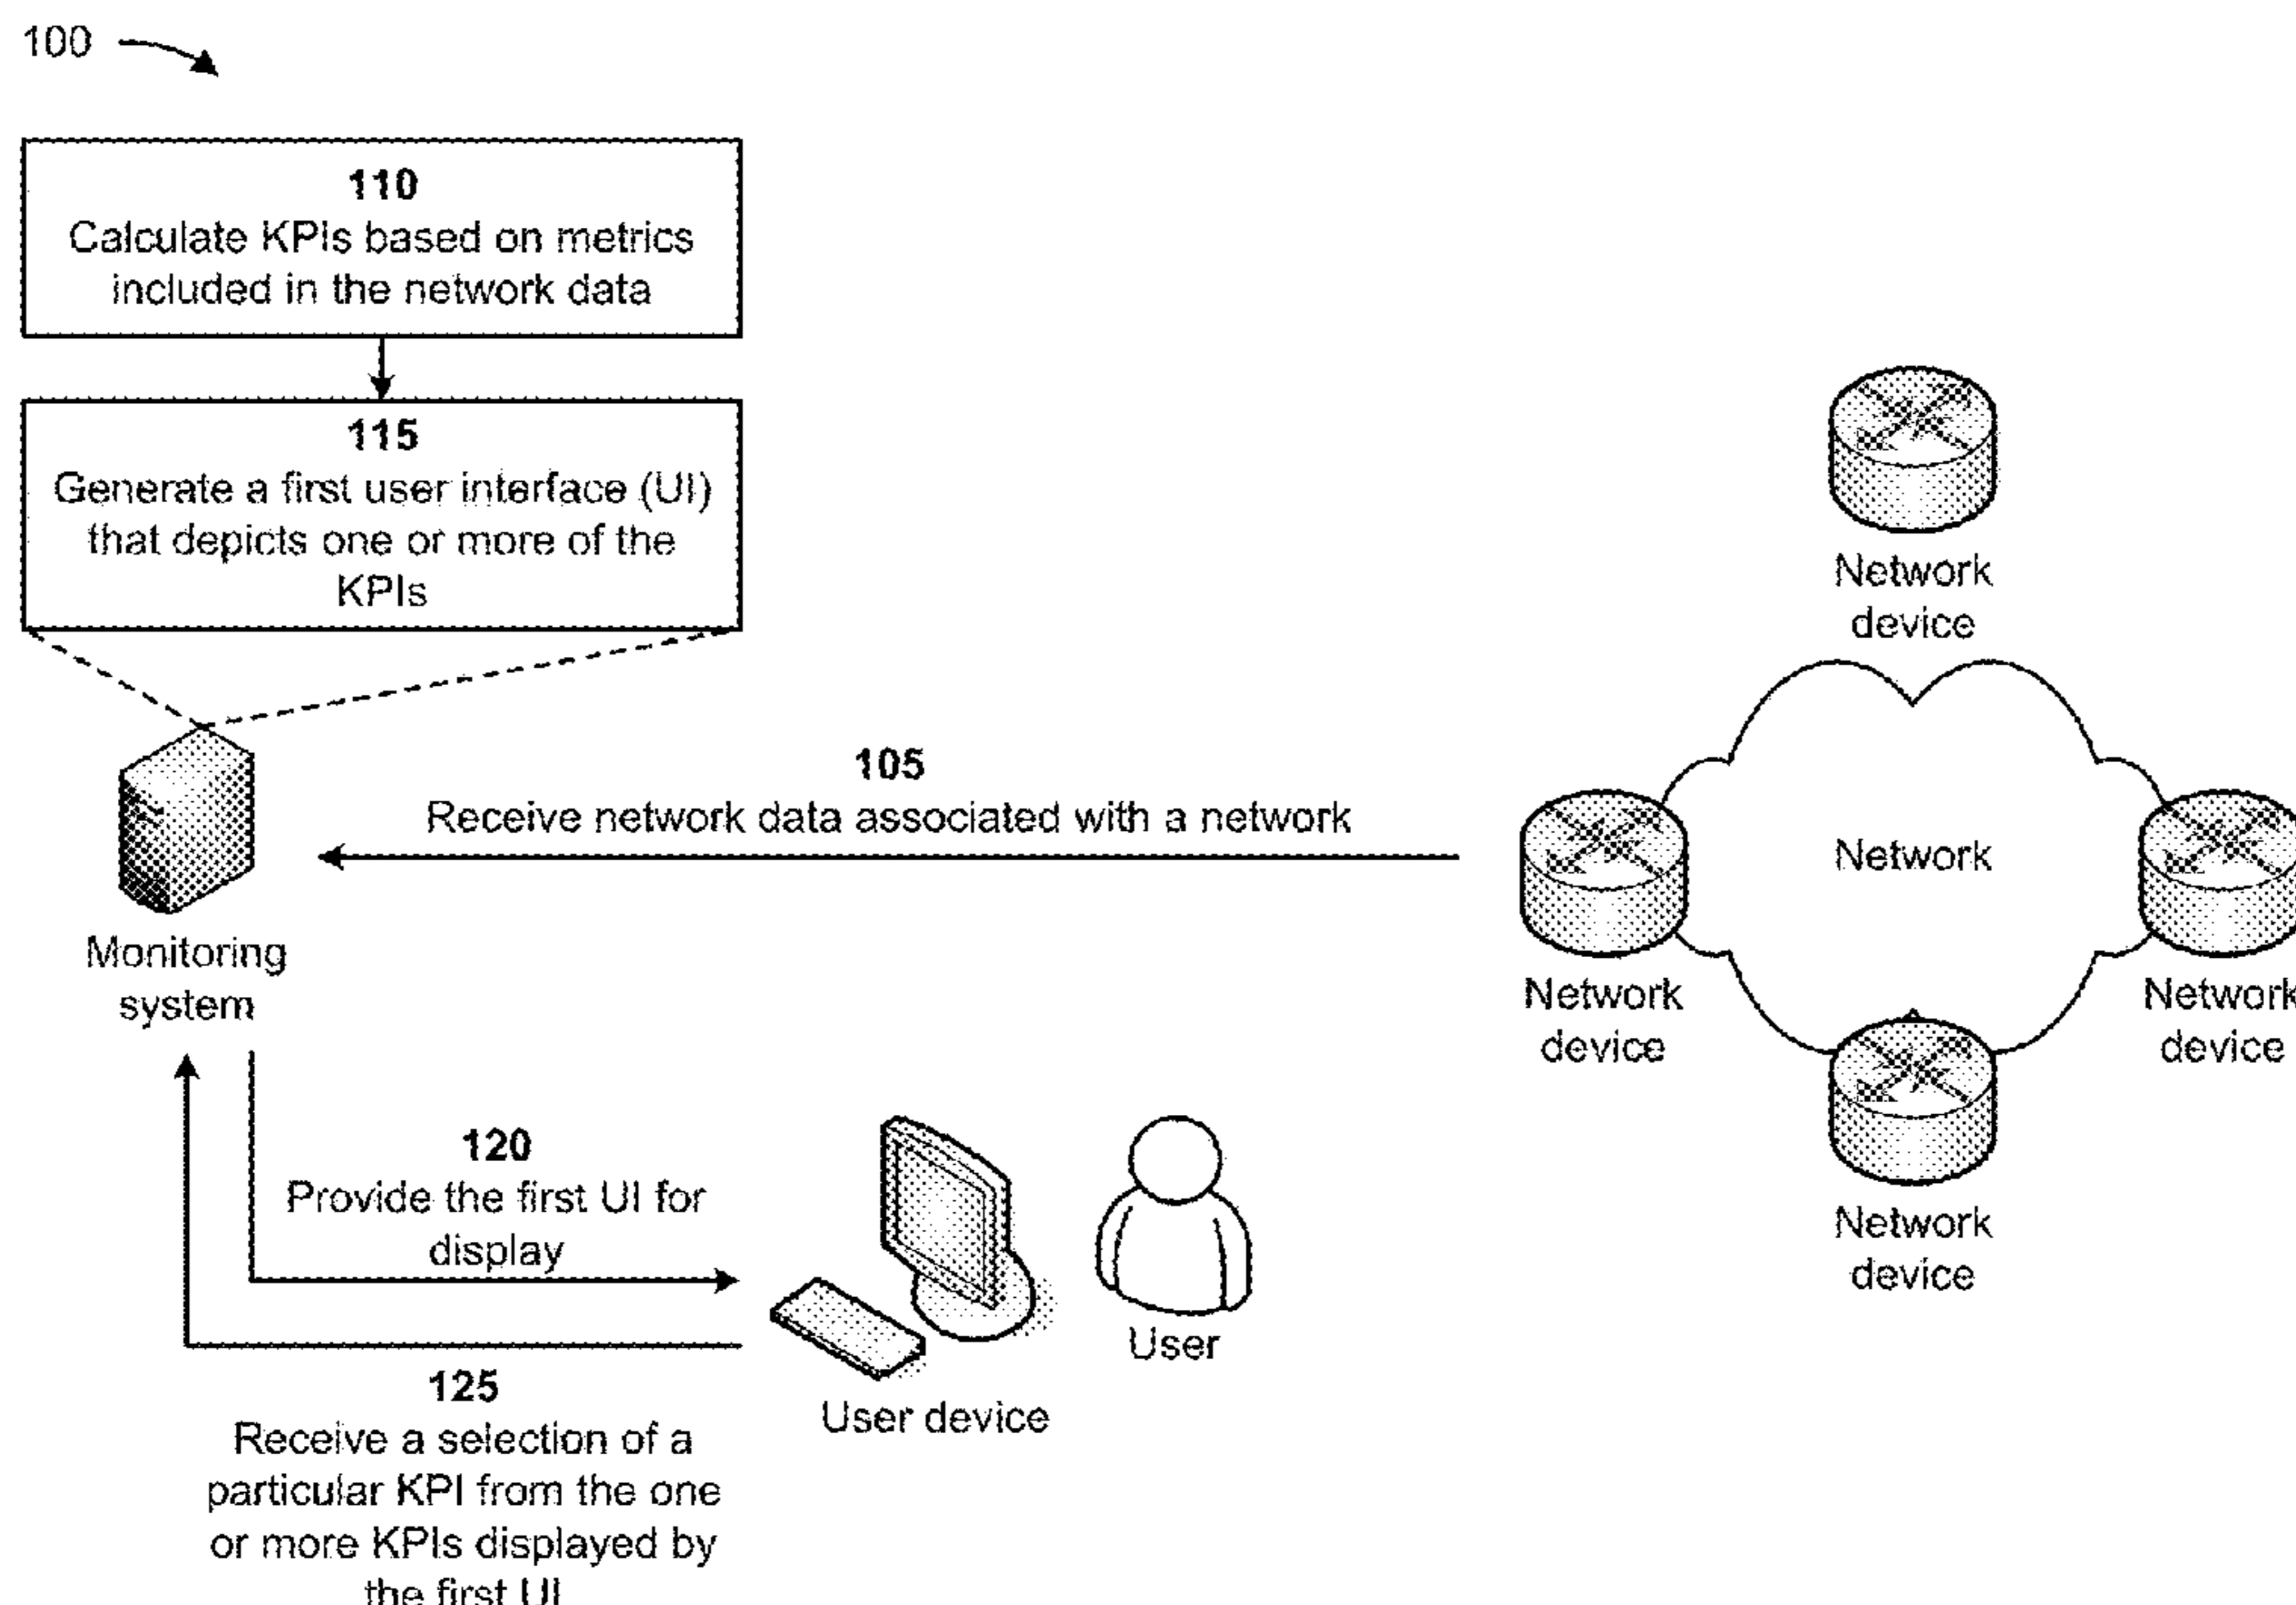 100
110
Calculate KPIs based on metrics
included in the network data
115
Generate a first user interface (UI)
that depicts one or more of the
KPIs
Network
device
105
Receive network data associated with a network
Network
Monitoring
system
Network
device
Network
device
120
Provide the first UI for
display
Network
device
User
User device
125
Receive a selection of a
particular KPI from the one
or more KPIs displayed by
the first UI